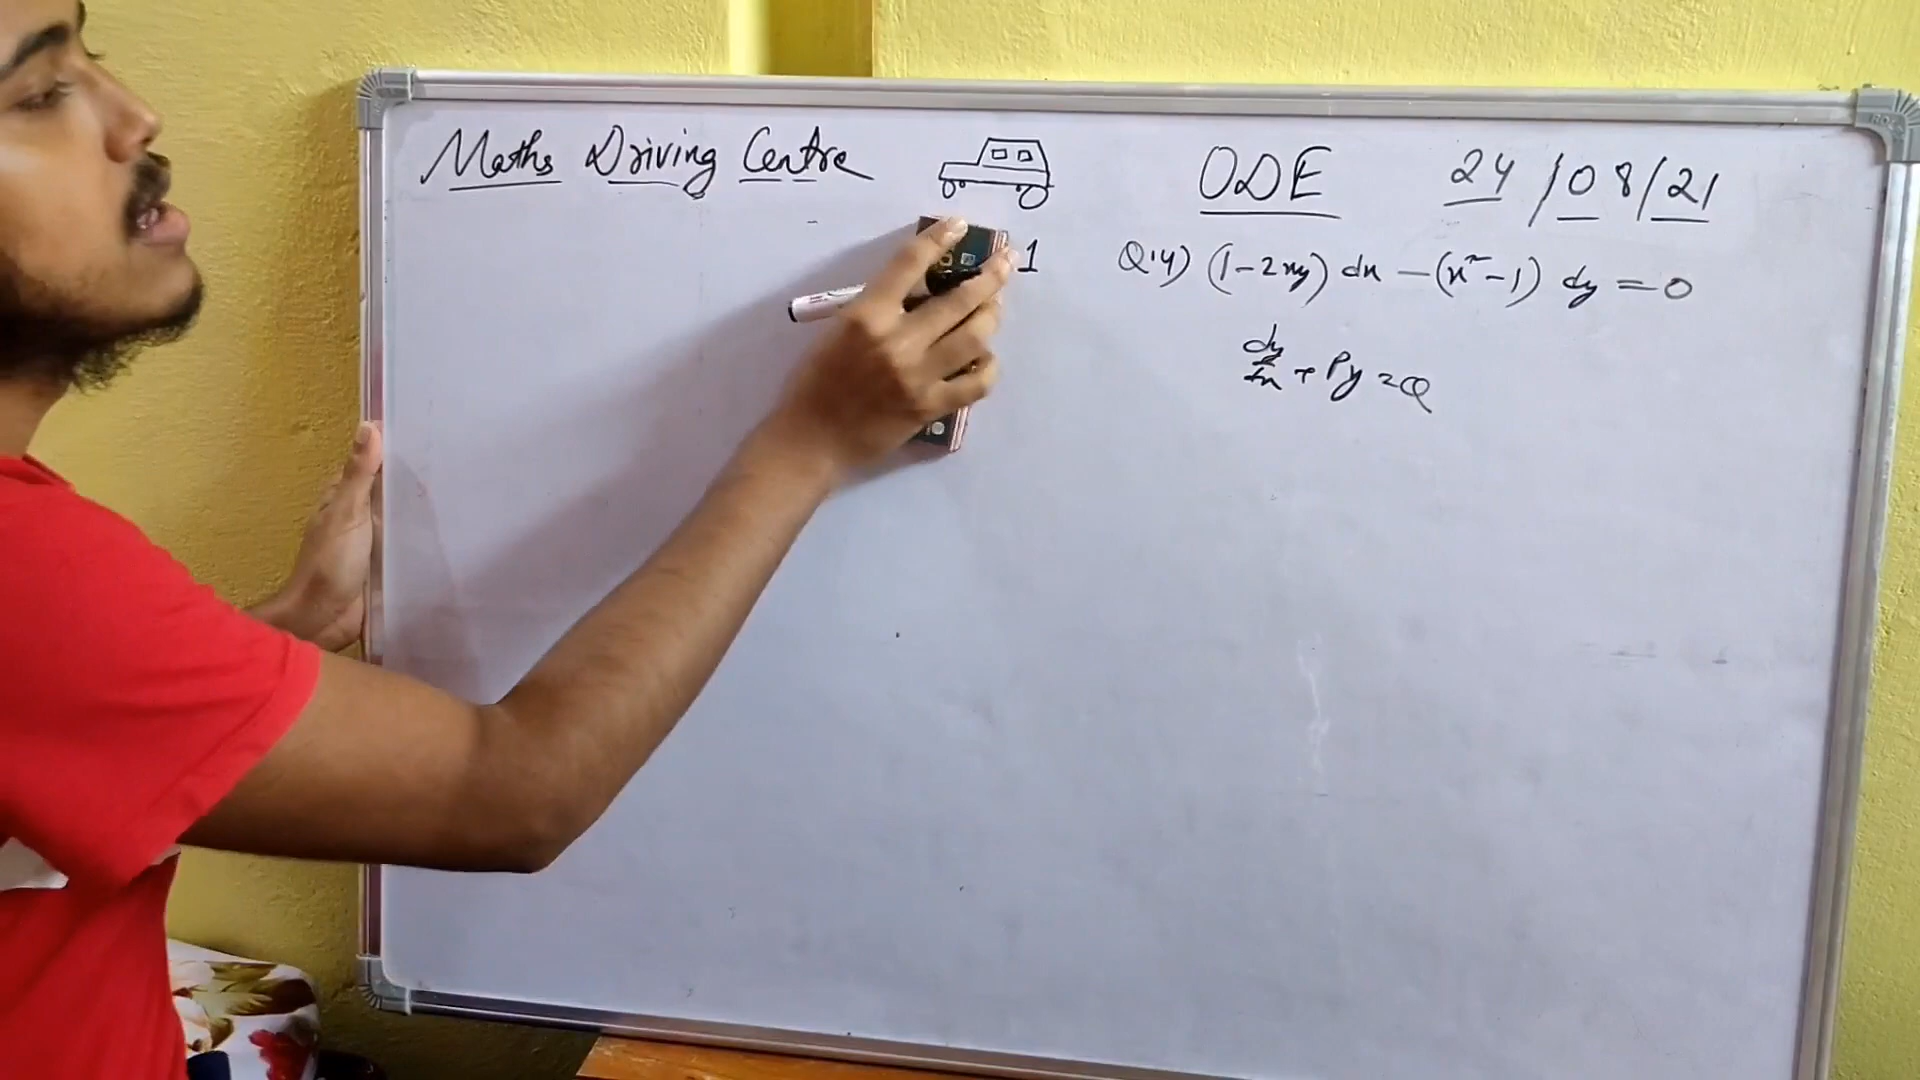 Maths Driving Centre ODE 24/08/21
1 Q.4) (1-2xy) dx - (x²-1) dy = 0
dy/dx + Py = Q